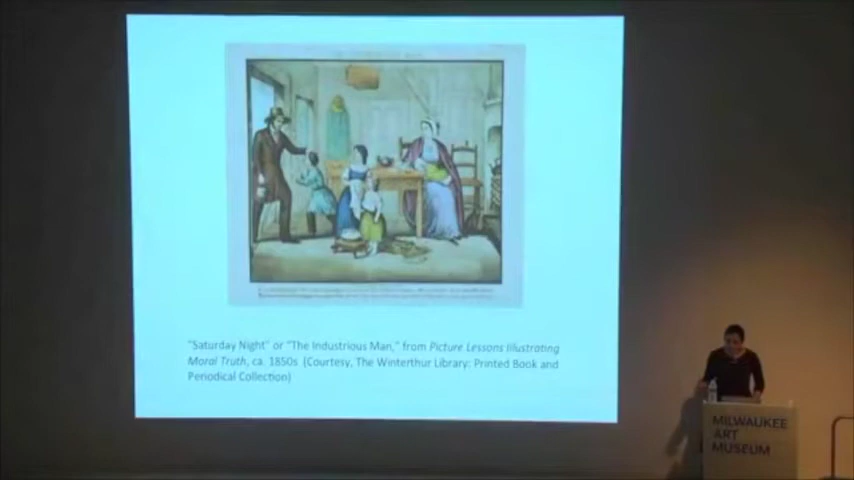 "Saturday Night" or "The Industrious Man," from Picture Lessons Illustrating
Moral Truth, ca. 1850s (Courtesy, The Winterthur Library: Printed Book and
Periodical Collection)
MILWAUKEE
ART
MUSEUM